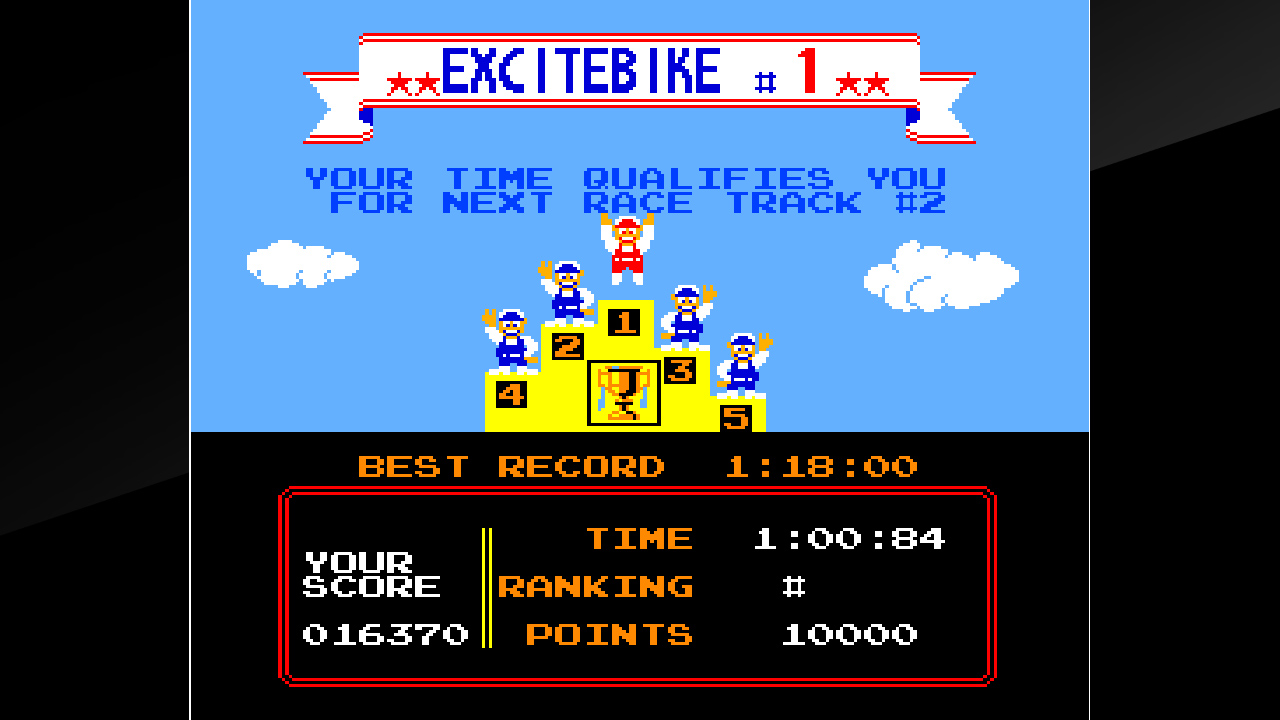 ★★EXCITEBIKE #1★★
YOUR TIME QUALIFIES YOU
FOR NEXT RACE TRACK #2
1
2
3
4
5
BEST RECORD 1:18:00
TIME 1:00:84
YOUR
SCORE
RANKING #
016370 POINTS 10000